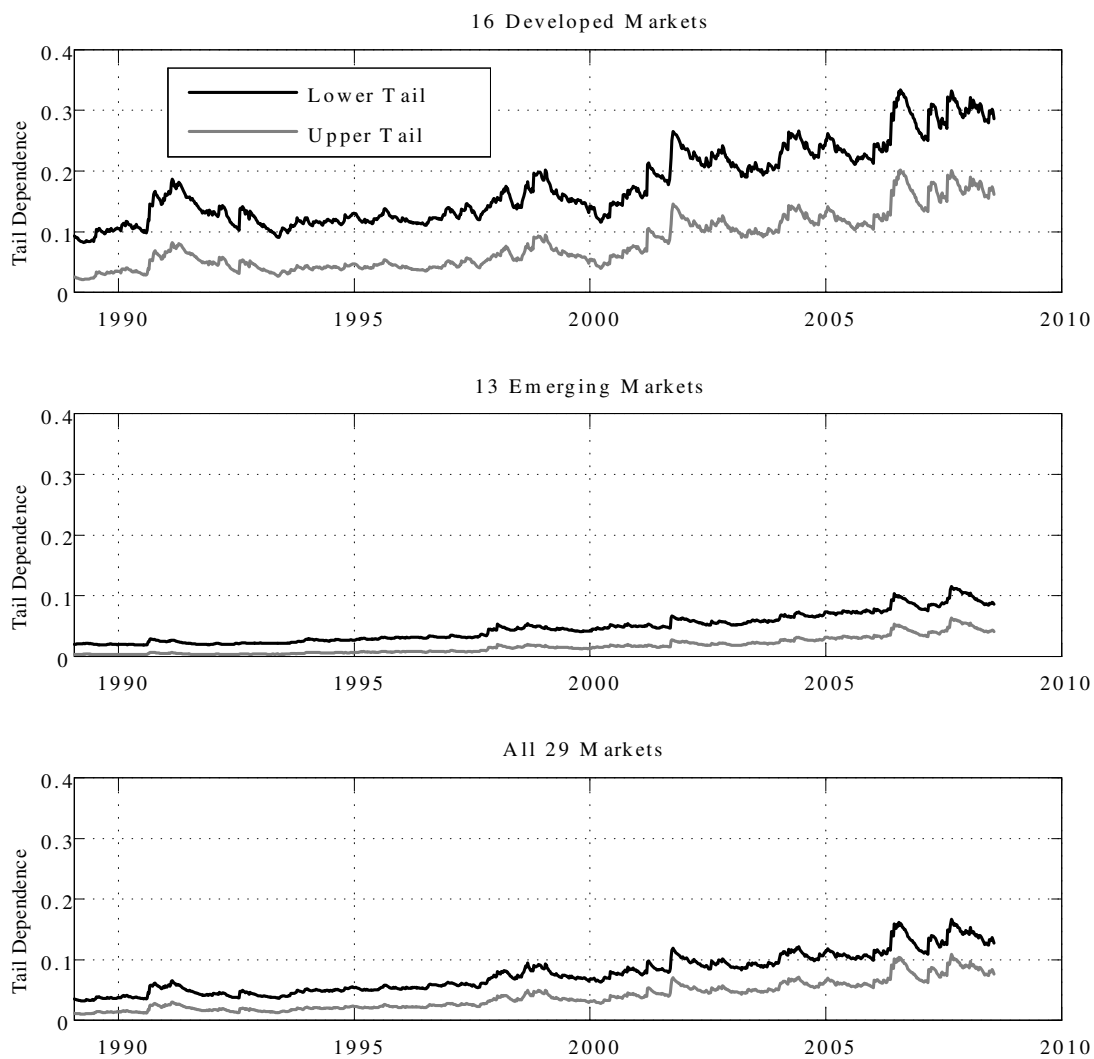 16 Developed Markets
0.4
0.3
0.2
0.1
0
Tail Dependence
Lower Tail
Upper Tail
1990 1995 2000 2005 2010
13 Emerging Markets
0.4
0.3
0.2
0.1
0
Tail Dependence
1990 1995 2000 2005 2010
All 29 Markets
0.4
0.3
0.2
0.1
0
Tail Dependence
1990 1995 2000 2005 2010